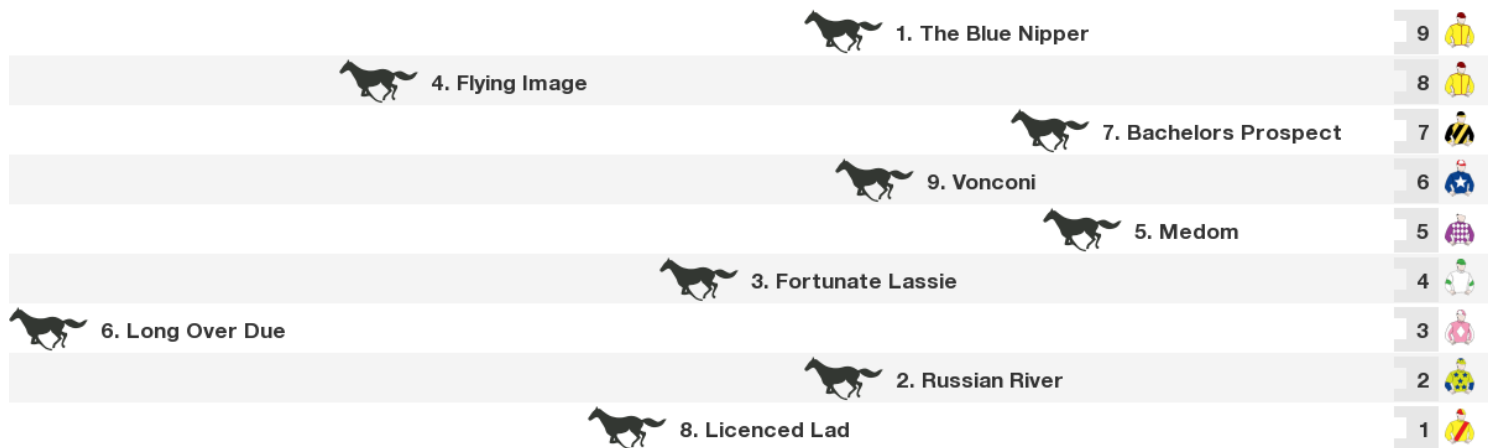 1. The Blue Nipper 9
4. Flying Image 8
7. Bachelors Prospect 7
9. Vonconi 6
5. Medom 5
3. Fortunate Lassie 4
6. Long Over Due 3
2. Russian River 2
8. Licenced Lad 1